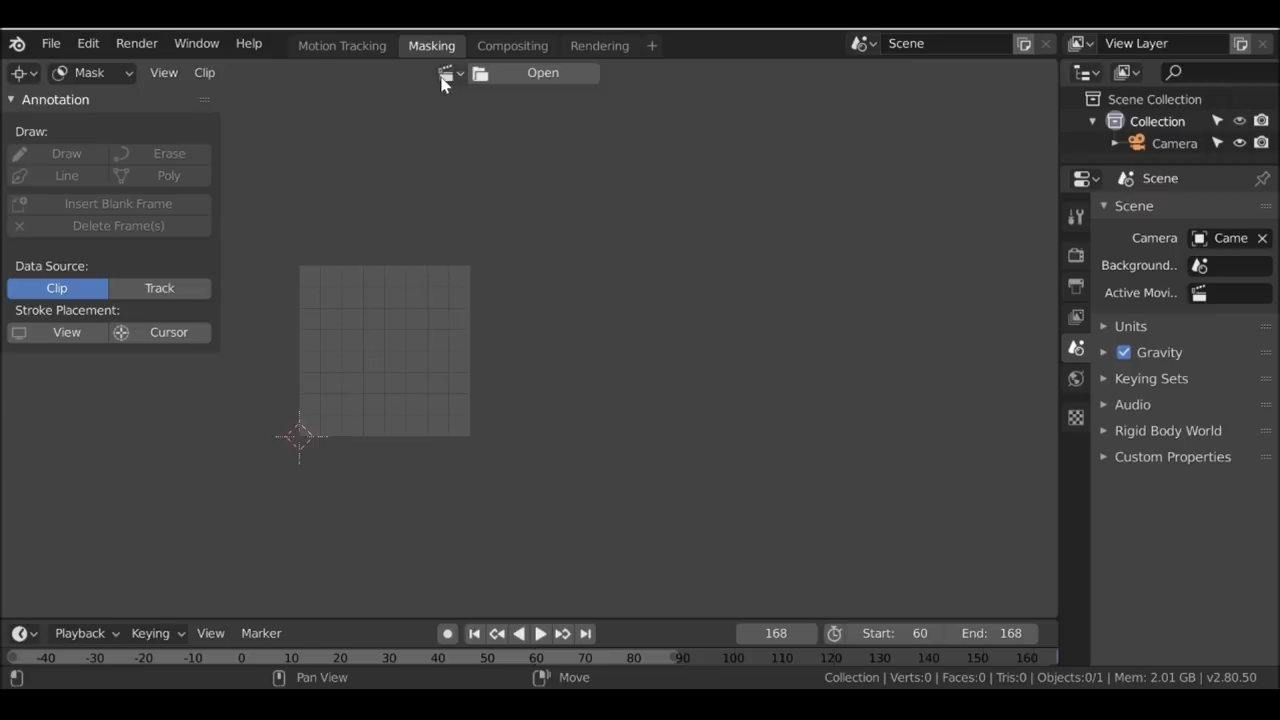 File Edit Render Window Help Motion Tracking Masking Compositing Rendering + Scene View Layer
Mask View Clip Open
Annotation
Scene Collection
Collection
Camera
Draw:
Draw Erase
Line Poly
Insert Blank Frame
Delete Frame(s)
Data Source:
Clip Track
Stroke Placement:
View Cursor
Scene
Scene
Camera Came
Background..
Active Movi..
Units
Gravity
Keying Sets
Audio
Rigid Body World
Custom Properties
Playback Keying View Marker 168 Start: 60 End: 168
-40 -30 -20 -10 0 10 20 30 40 50 60 70 80 90 100 110 120 130 140 150 160
Pan View Move Collection | Verts:0 | Faces:0 | Tris:0 | Objects:0/1 | Mem: 2.01 GB | v2.80.50